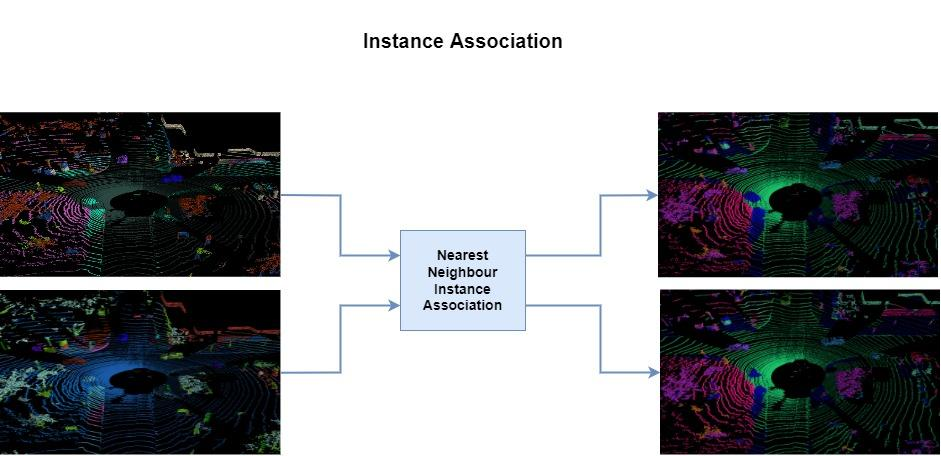 Instance Association
Nearest
Neighbour
Instance
Association